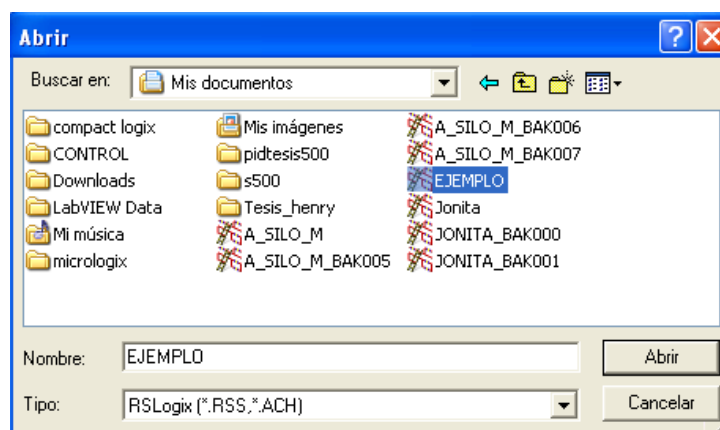 Abrir
Buscar en: Mis documentos
compact logix Mis imágenes A_SILO_M_BAK006
CONTROL pidtesis500 A_SILO_M_BAK007
Downloads s500 EJEMPLO
LabVIEW Data Tesis_henry Jonita
Mi música A_SILO_M JONITA_BAK000
micrologix A_SILO_M_BAK005 JONITA_BAK001
Nombre: EJEMPLO Abrir
Tipo: RSLogix (*.RSS,*.ACH) Cancelar